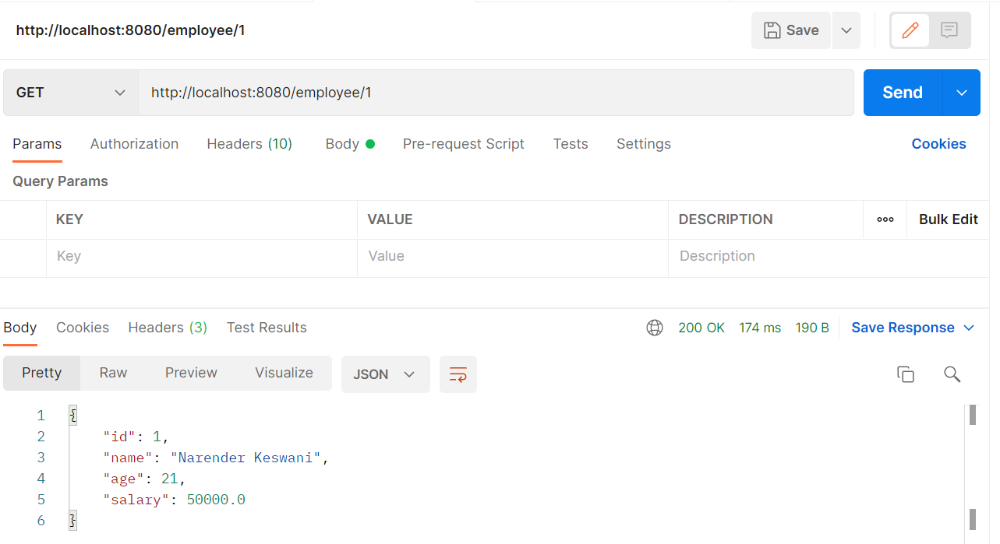 http://localhost:8080/employee/1 Save
GET http://localhost:8080/employee/1 Send
Params Authorization Headers (10) Body Pre-request Script Tests Settings Cookies
Query Params
KEY VALUE DESCRIPTION ooo Bulk Edit
Key Value Description
Body Cookies Headers (3) Test Results 200 OK 174 ms 190 B Save Response
Pretty Raw Preview Visualize JSON
1 {
2 "id": 1,
3 "name": "Narender Keswani",
4 "age": 21,
5 "salary": 50000.0
6 }